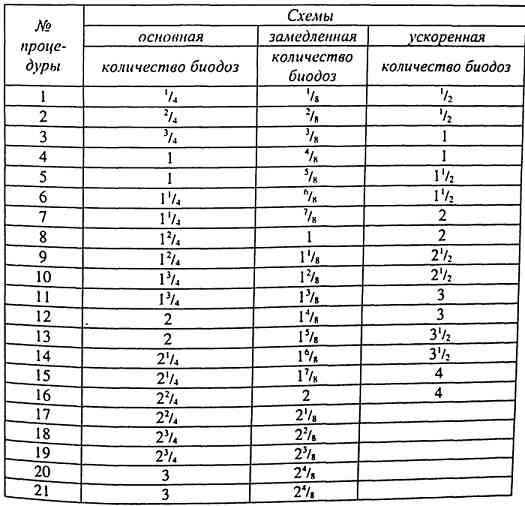 № проце-дуры | Схемы
основная | замедленная | ускоренная
количество биодоз | количество биодоз | количество биодоз
1 | 1/4 | 1/8 | 1/2
2 | 2/4 | 2/8 | 1/2
3 | 3/4 | 3/8 | 1
4 | 1 | 4/8 | 1
5 | 1 | 5/8 | 1 1/2
6 | 1 1/4 | 6/8 | 1 1/2
7 | 1 1/4 | 7/8 | 2
8 | 1 2/4 | 1 | 2
9 | 1 2/4 | 1 1/8 | 2 1/2
10 | 1 3/4 | 1 2/8 | 2 1/2
11 | 1 3/4 | 1 3/8 | 3
12 | 2 | 1 4/8 | 3
13 | 2 | 1 5/8 | 3 1/2
14 | 2 1/4 | 1 6/8 | 3 1/2
15 | 2 1/4 | 1 7/8 | 4
16 | 2 2/4 | 2 | 4
17 | 2 2/4 | 2 1/8
18 | 2 3/4 | 2 2/8
19 | 2 3/4 | 2 3/8
20 | 3 | 2 4/8
21 | 3 | 2 4/8